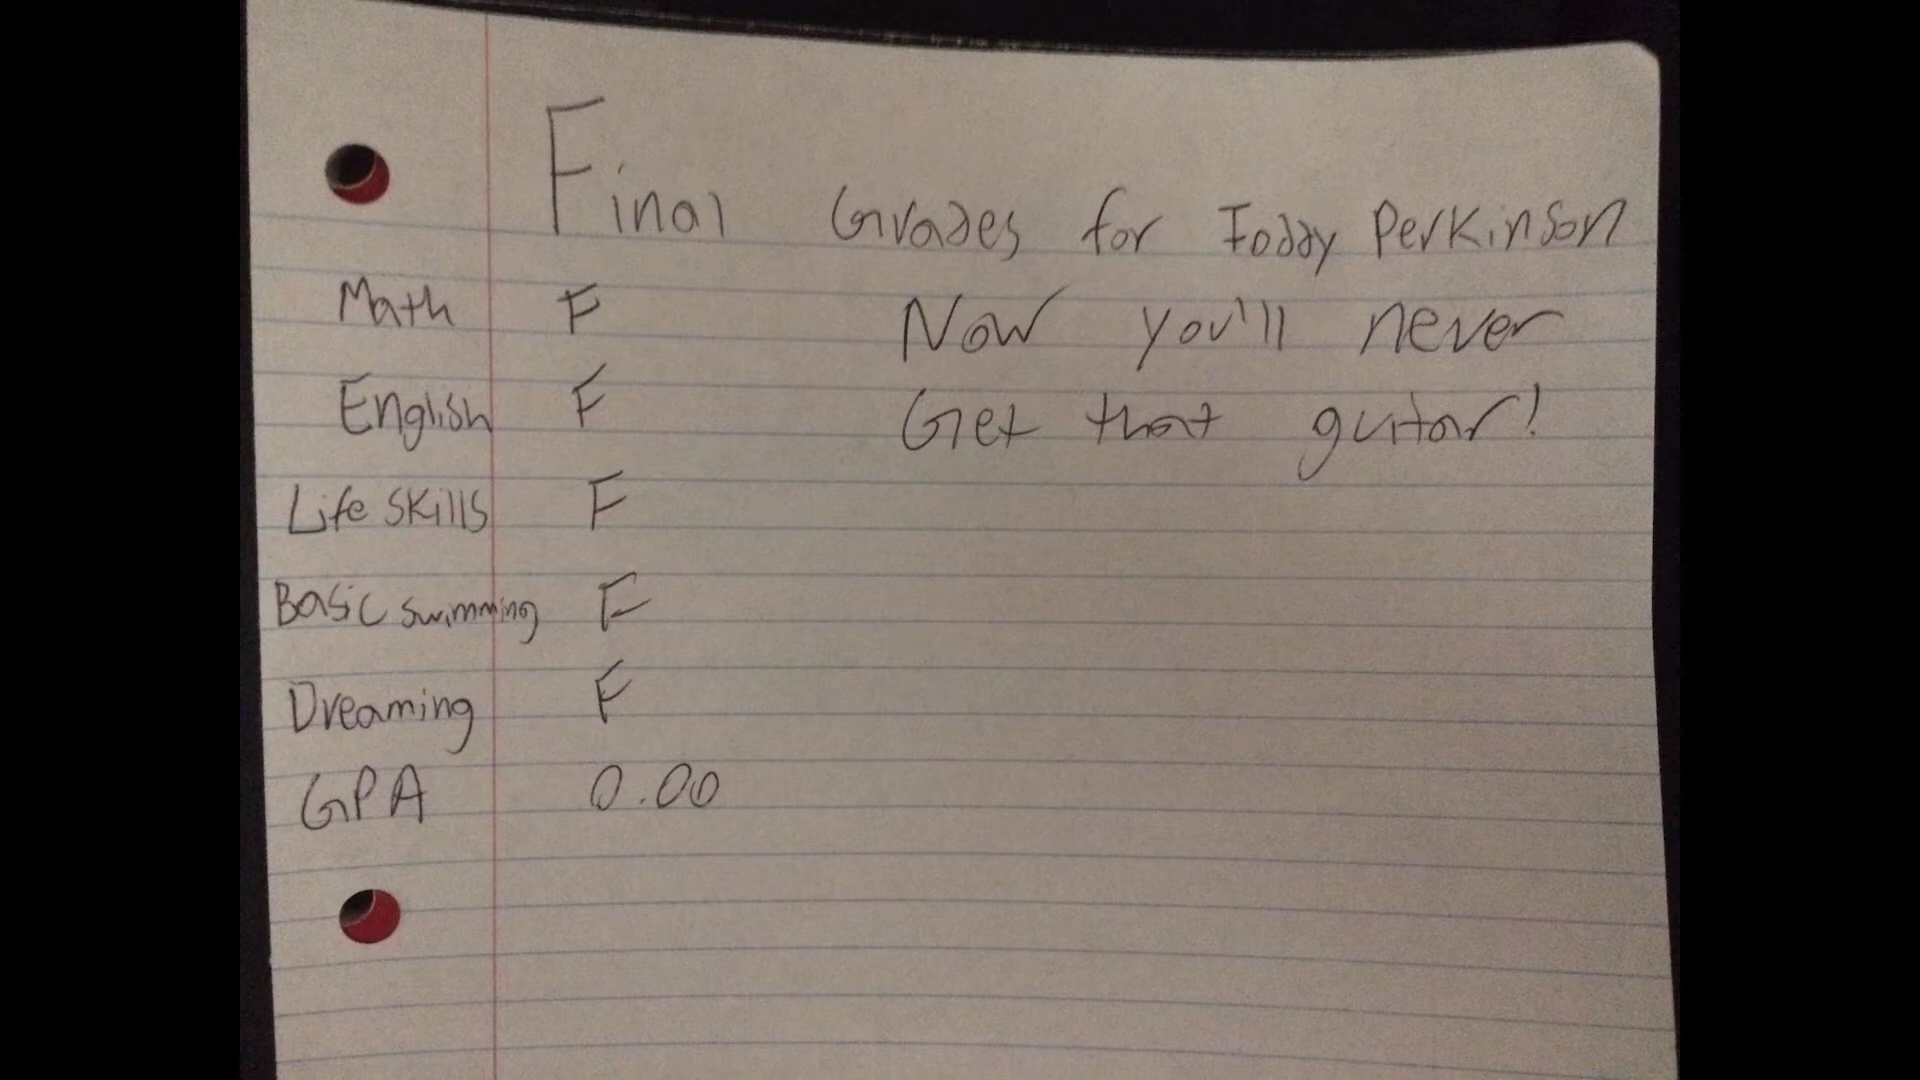 Final Grades for Toddy Perkinson
Math F Now you'll never
English F Get that guitar!
Life Skills F
Basic swimming F
Dreaming F
GPA 0.00